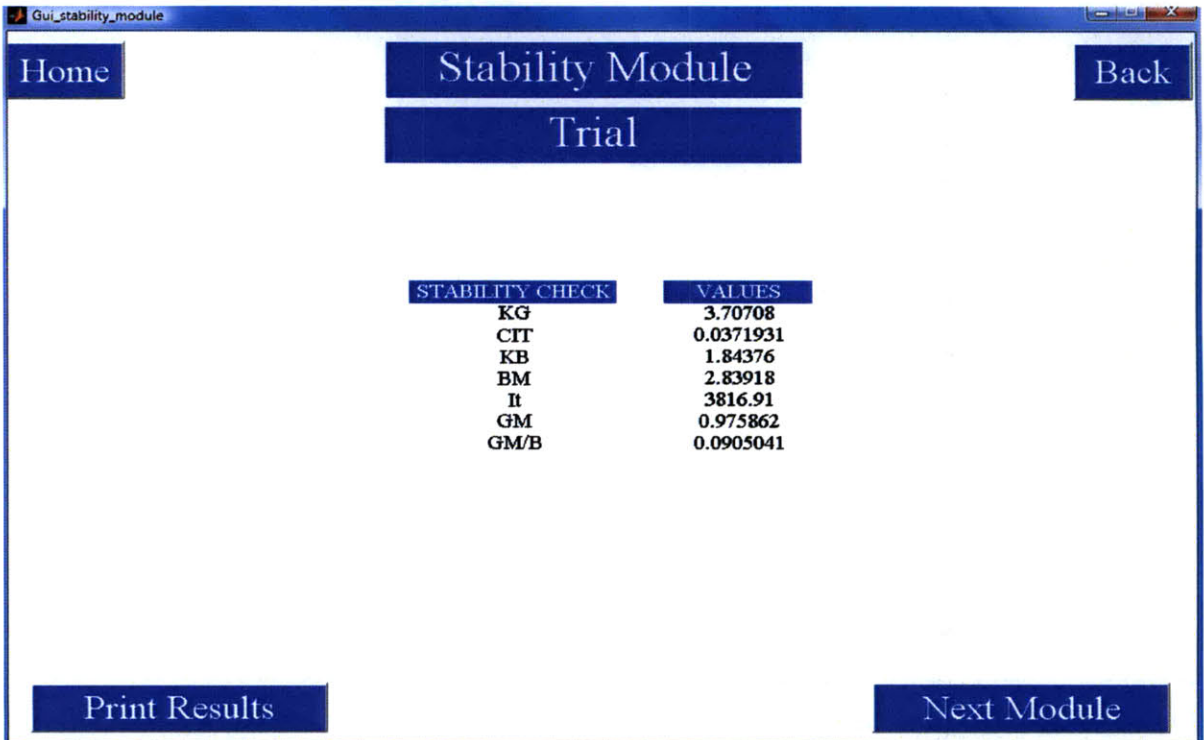 Gui_stability_module
Home
Stability Module
Back
Trial
STABILITY CHECK VALUES
KG 3.70708
CIT 0.0371931
KB 1.84376
BM 2.83918
It 3816.91
GM 0.975862
GM/B 0.0905041
Print Results
Next Module